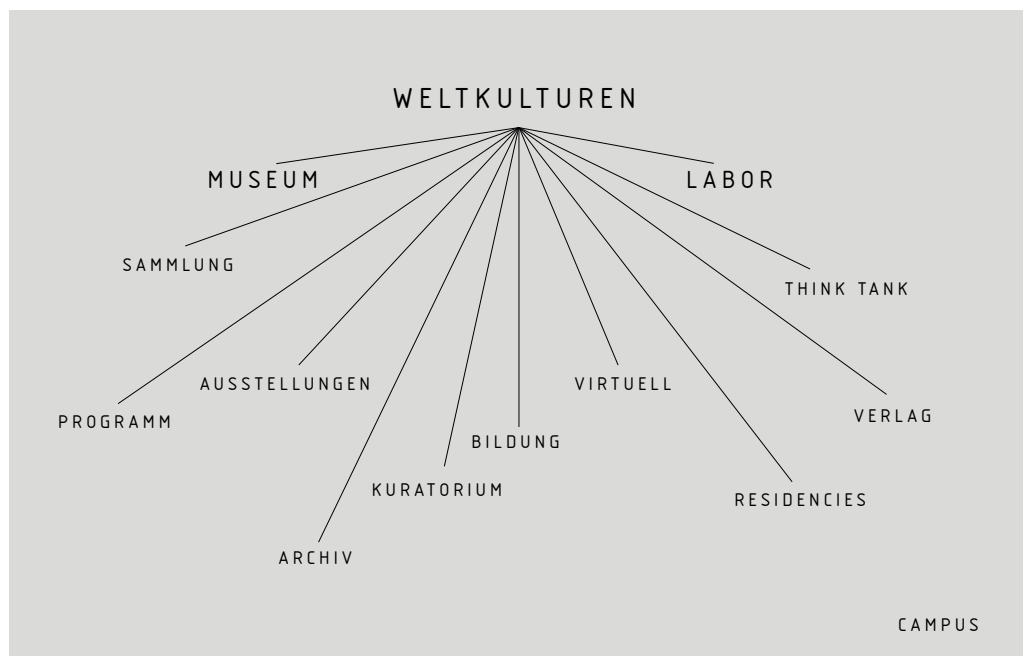 WELTKULTUREN
MUSEUM
LABOR
SAMMLUNG
THINK TANK
AUSSTELLUNGEN
VIRTUELL
PROGRAMM
VERLAG
BILDUNG
KURATORIUM
RESIDENCIES
ARCHIV
CAMPUS